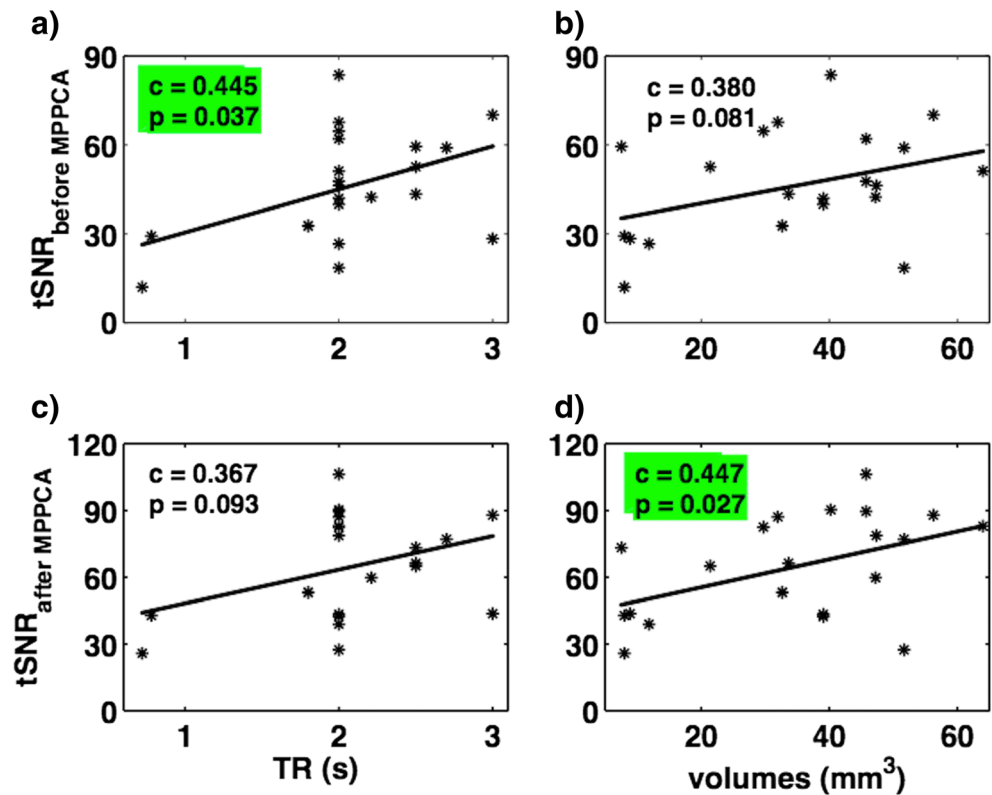 a)
90
60
30
0
1 2 3
tSNRbefore MPPCA
c = 0.445
p = 0.037
b)
90
60
30
0
20 40 60
c = 0.380
p = 0.081
c)
120
90
60
30
0
1 2 3
tSNRafter MPPCA
TR (s)
c = 0.367
p = 0.093
d)
120
90
60
30
0
20 40 60
volumes (mm³)
c = 0.447
p = 0.027